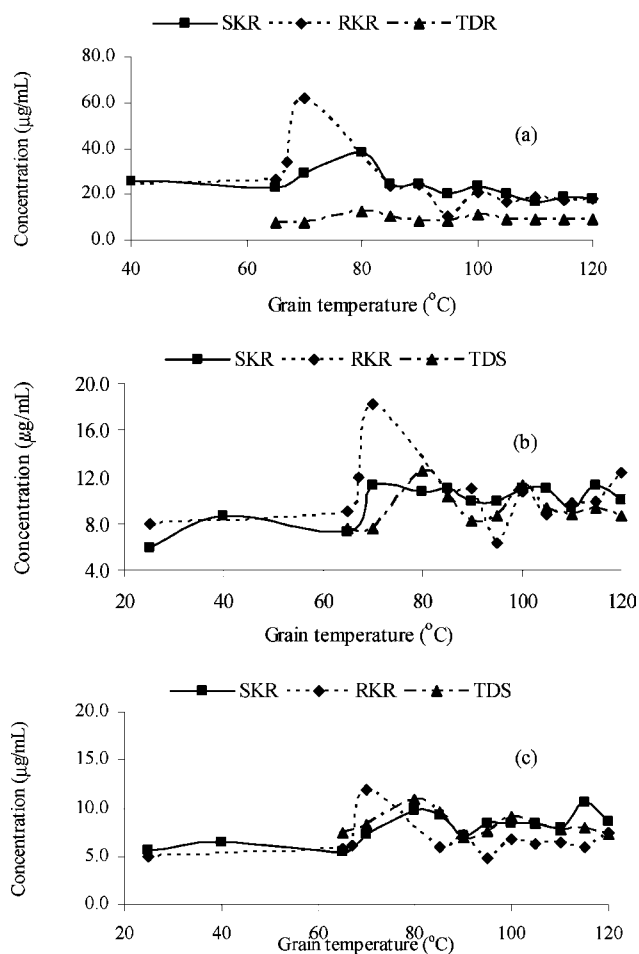 SKR RKR TDR
80.0
60.0
40.0
20.0
0.0
Concentration (μg/mL)
(a)
40 60 80 100 120
Grain temperature (°C)
SKR RKR TDS
20.0
16.0
12.0
8.0
4.0
Concentration (μg/mL)
(b)
20 40 60 80 100 120
Grain temperature (°C)
SKR RKR TDS
20.0
15.0
10.0
5.0
0.0
Concentration (μg/mL)
(c)
20 40 60 80 100 120
Grain temperature (°C)